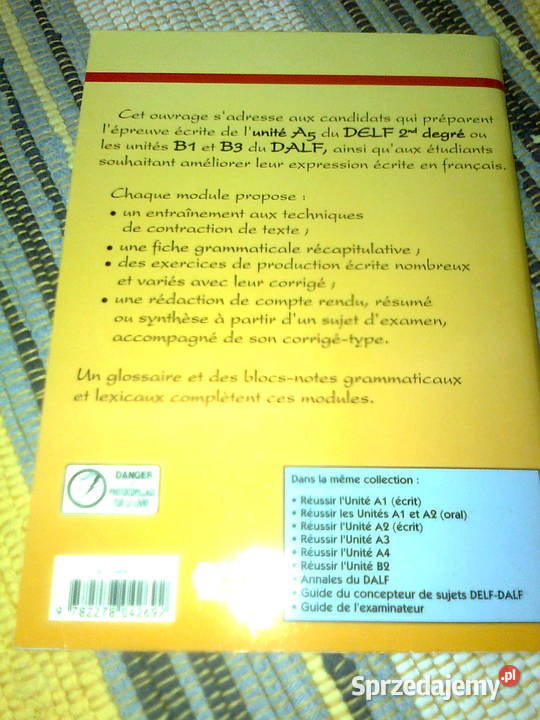 Cet ouvrage s'adresse aux candidats qui préparent
l'épreuve écrite de l'unité A5 du DELF 2nd degré ou
les unités B1 et B3 du DALF, ainsi qu'aux étudiants
souhaitant améliorer leur expression écrite en français.
Chaque module propose :
• un entraînement aux techniques
de contraction de texte ;
• une fiche grammaticale récapitulative ;
• des exercices de production écrite nombreux
et variés avec leur corrigé ;
• une rédaction de compte rendu, résumé
ou synthèse à partir d'un sujet d'examen,
accompagné de son corrigé-type.
Un glossaire et des blocs-notes grammaticaux
et lexicaux complètent ces modules.
DANGER
PHOTOCOPILLAGE
TUE LE LIVRE
Dans la même collection :
• Réussir l'Unité A1 (écrit)
• Réussir les Unités A1 et A2 (oral)
• Réussir l'Unité A2 (écrit)
• Réussir l'Unité A3
• Réussir l'Unité A4
• Réussir l'Unité B2
• Annales du DALF
• Guide du concepteur de sujets DELF-DALF
• Guide de l'examinateur
9 782278 042692
Sprzedajemy.pl